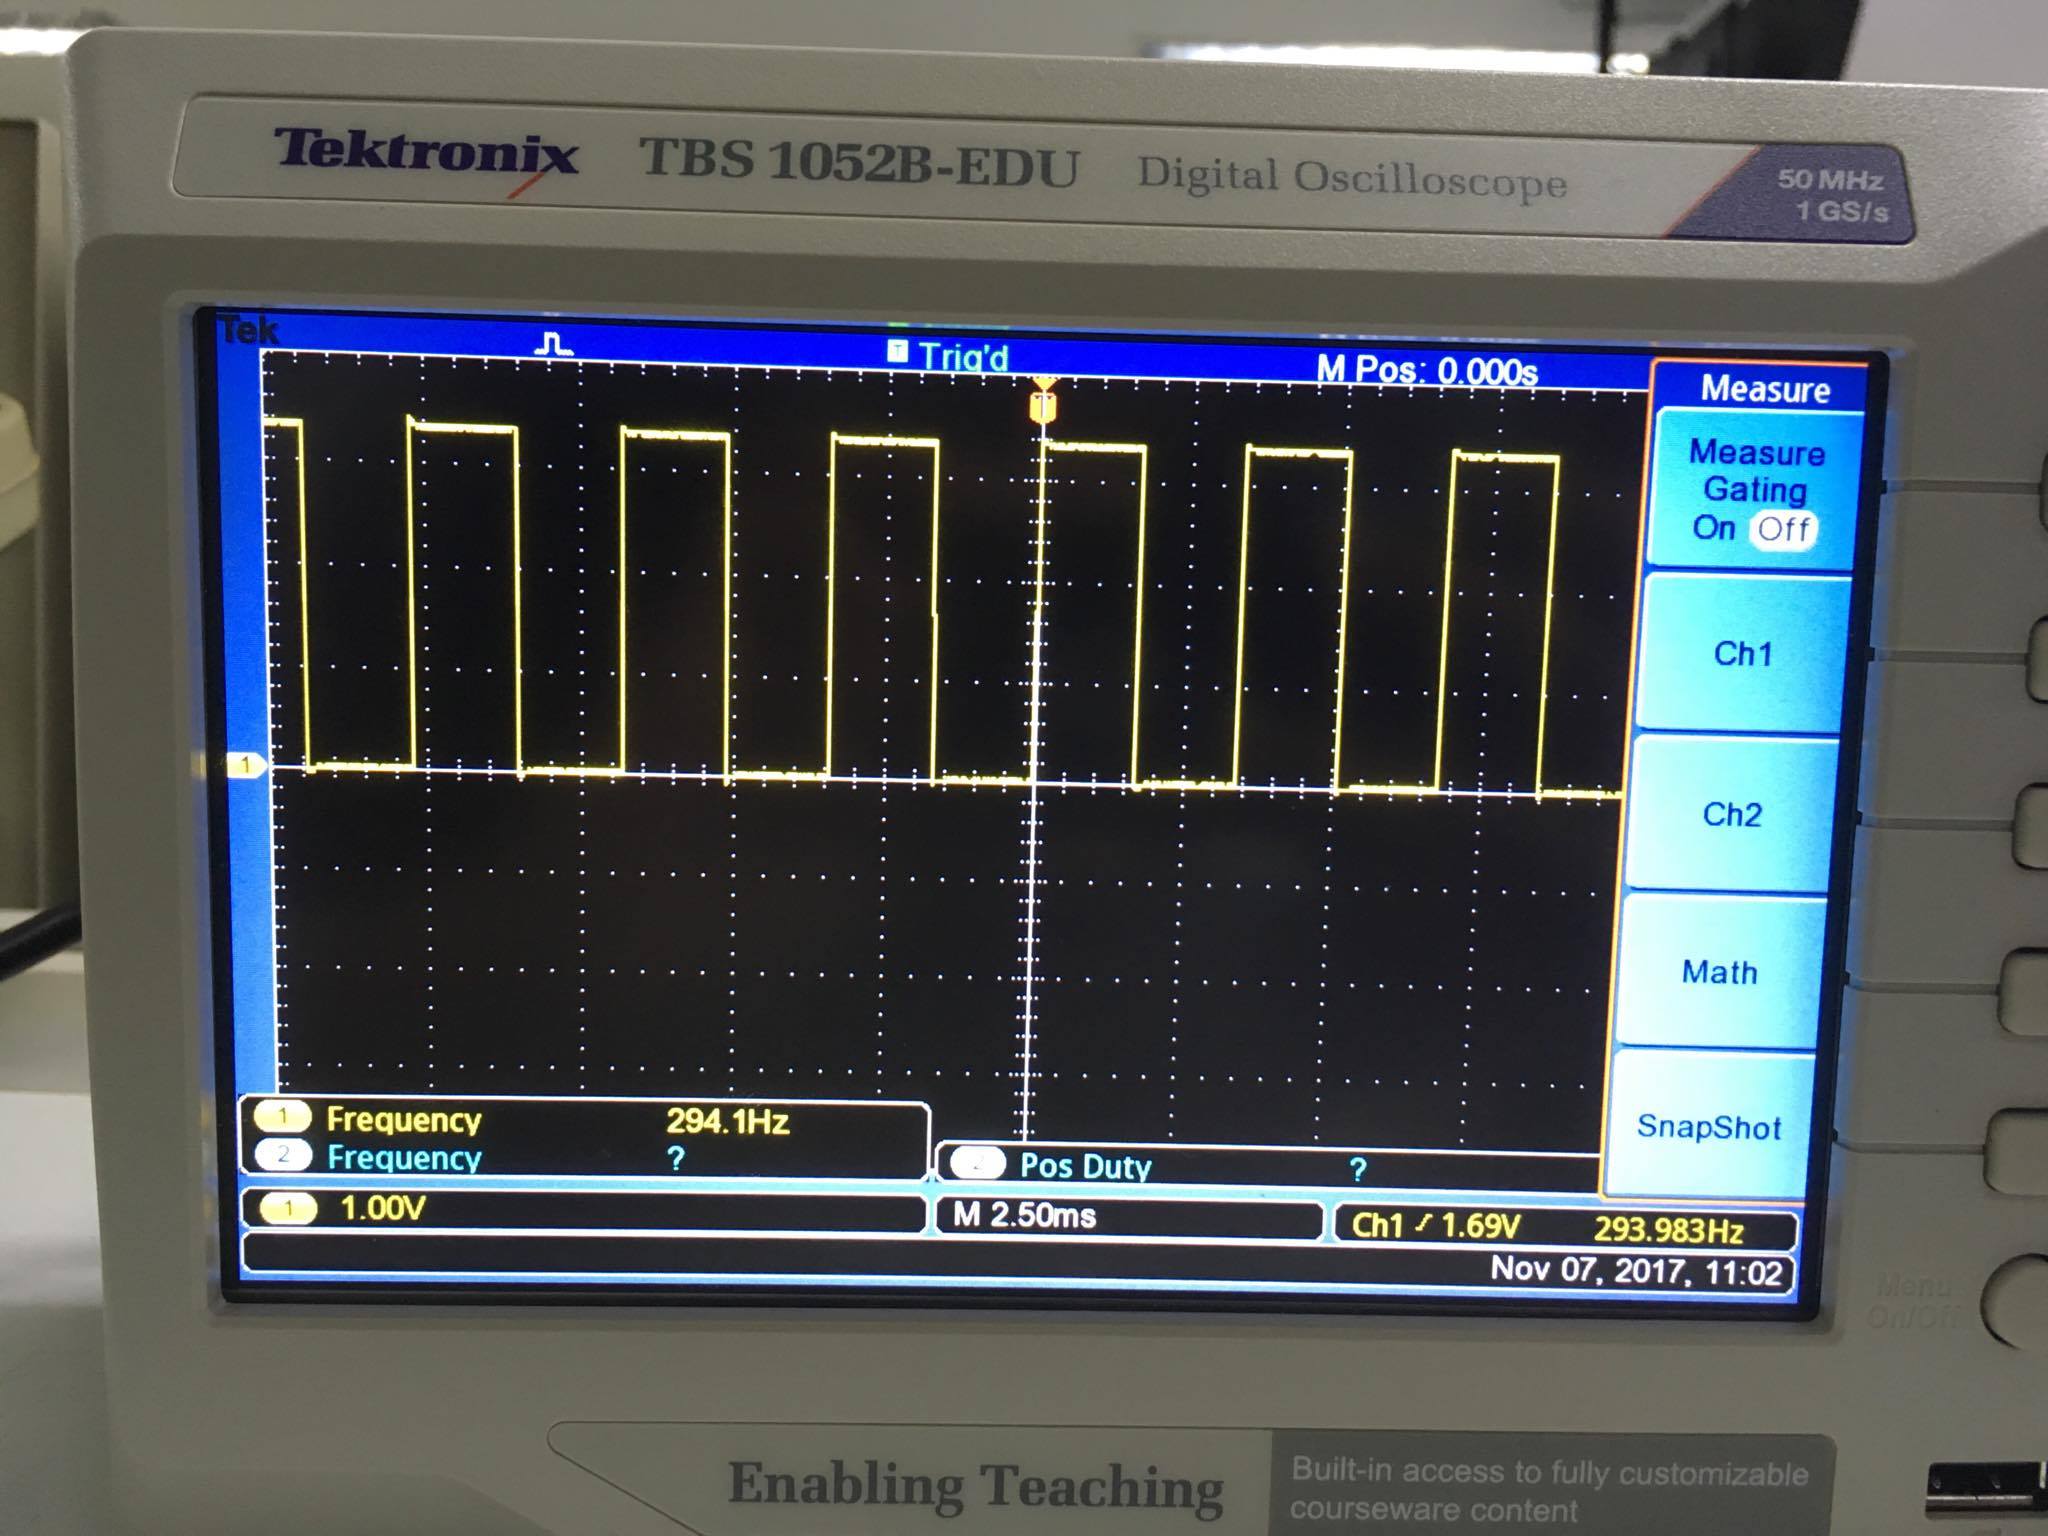 Tektronix TBS 1052B-EDU Digital Oscilloscope
50 MHz
1 GS/s
Tek
T Trig'd
M Pos: 0.000s
T
1
Measure
Measure
Gating
On Off
Ch1
Ch2
Math
SnapShot
1 Frequency 294.1Hz
2 Frequency ?
2 Pos Duty ?
1 1.00V
M 2.50ms
Ch1 1.69V 293.983Hz
Nov 07, 2017, 11:02
Menu
On/Off
Enabling Teaching
Built-in access to fully customizable
courseware content